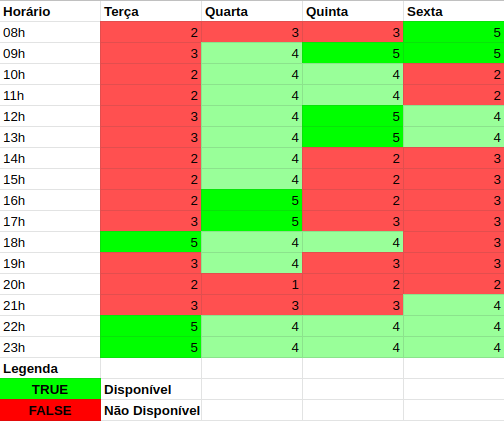 Horário Terça Quarta Quinta Sexta
08h 2 3 3 5
09h 3 4 5 5
10h 2 4 4 2
11h 2 4 4 2
12h 3 4 5 4
13h 3 4 5 4
14h 2 4 2 3
15h 2 4 2 3
16h 2 5 2 3
17h 3 5 3 3
18h 5 4 4 3
19h 3 4 3 3
20h 2 1 2 2
21h 3 3 3 4
22h 5 4 4 4
23h 5 4 4 4
Legenda
TRUE Disponível
FALSE Não Disponível